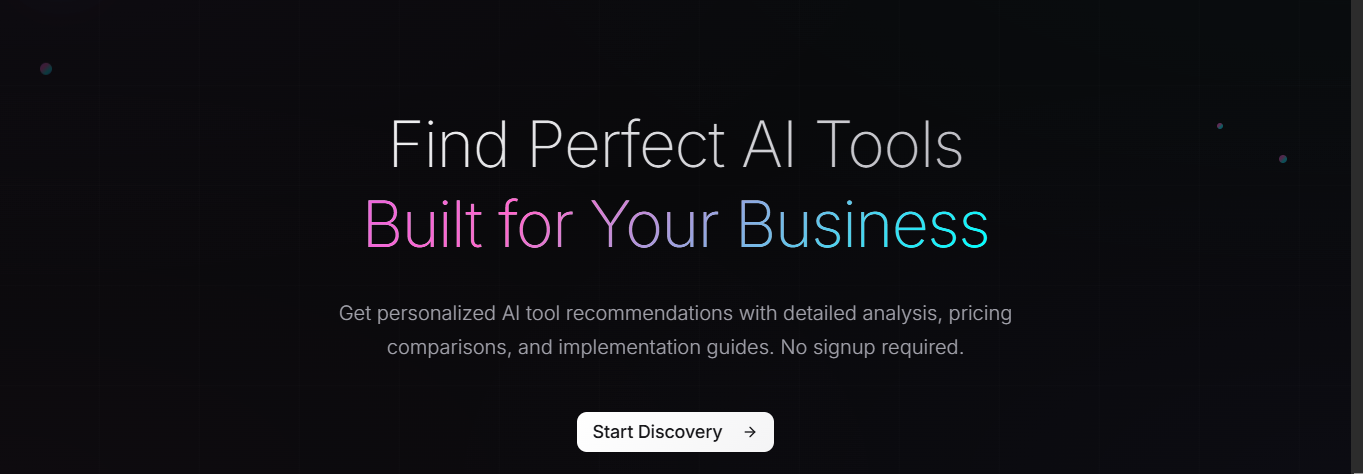 Find Perfect AI Tools
Built for Your Business
Get personalized AI tool recommendations with detailed analysis, pricing
comparisons, and implementation guides. No signup required.
Start Discovery →